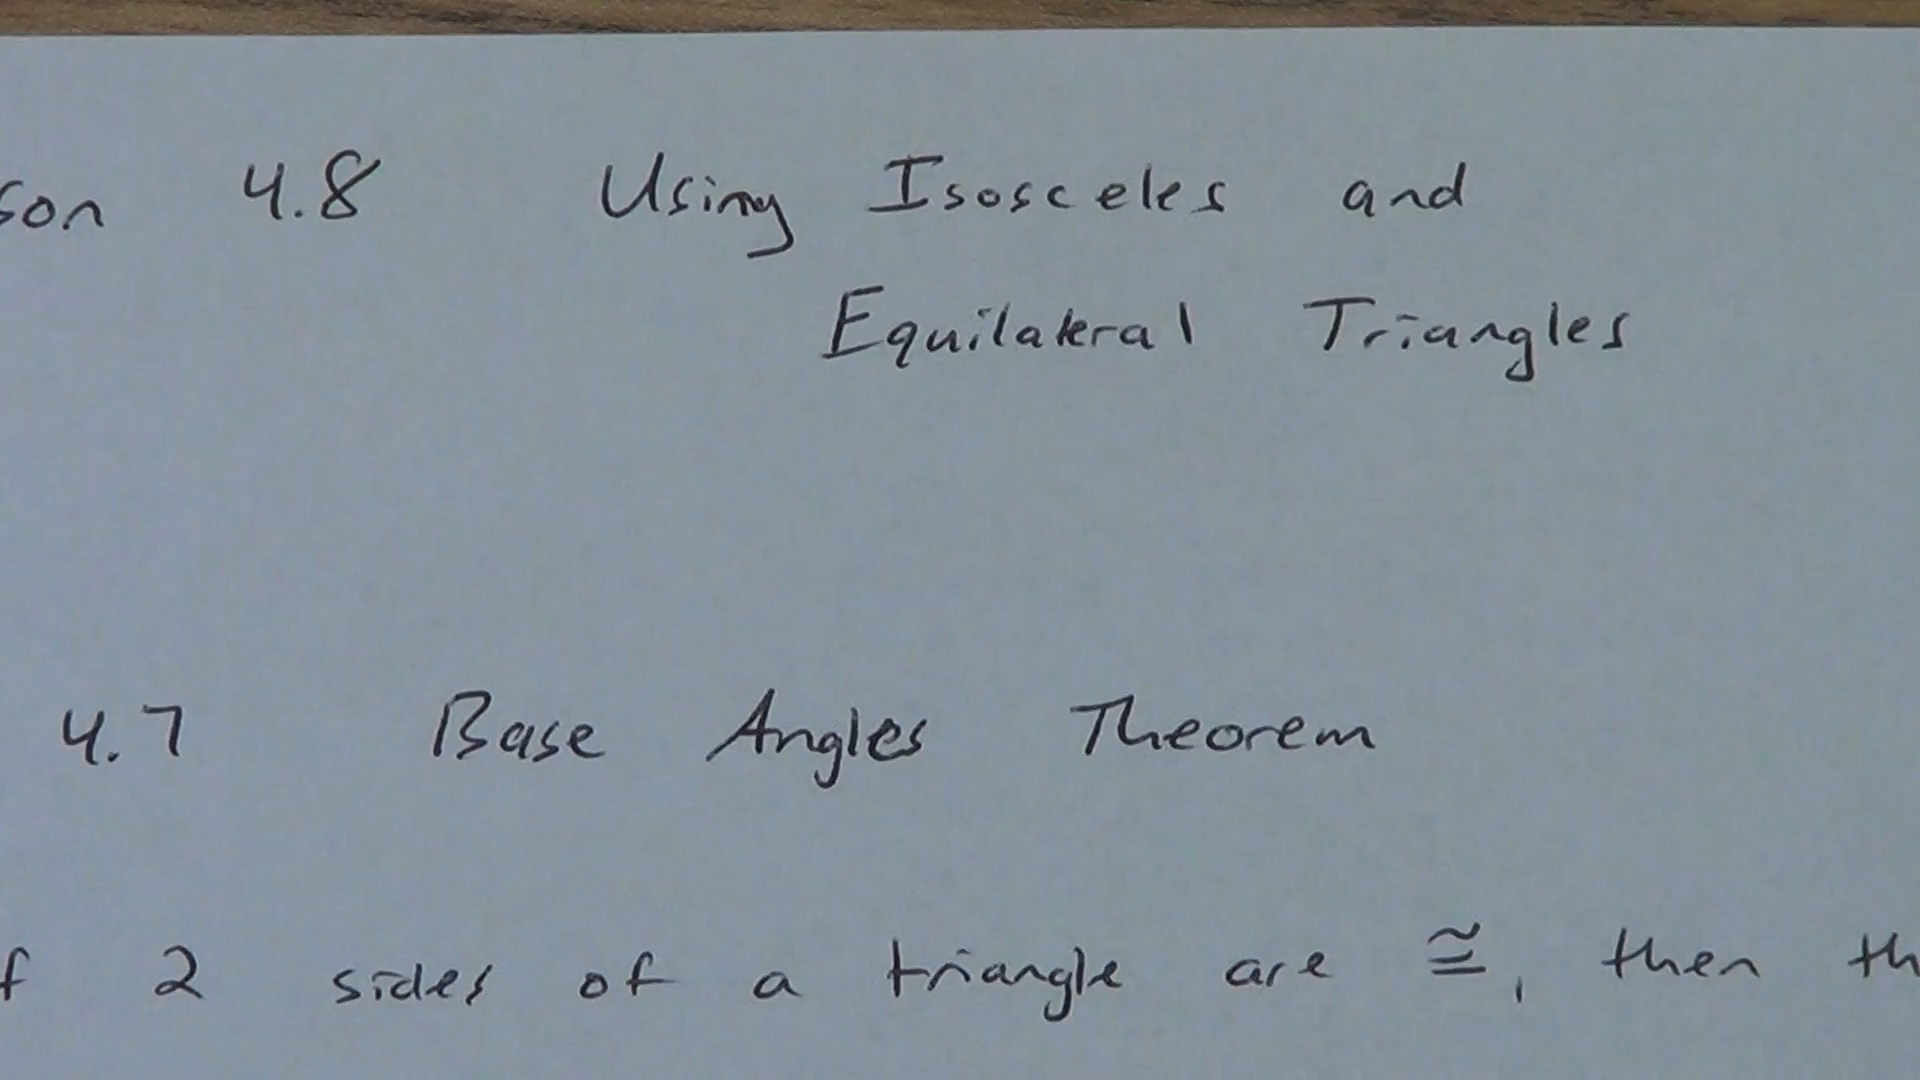 son 4.8 Using Isosceles and
Equilateral Triangles
4.7 Base Angles Theorem
f 2 sides of a triangle are ≅, then th